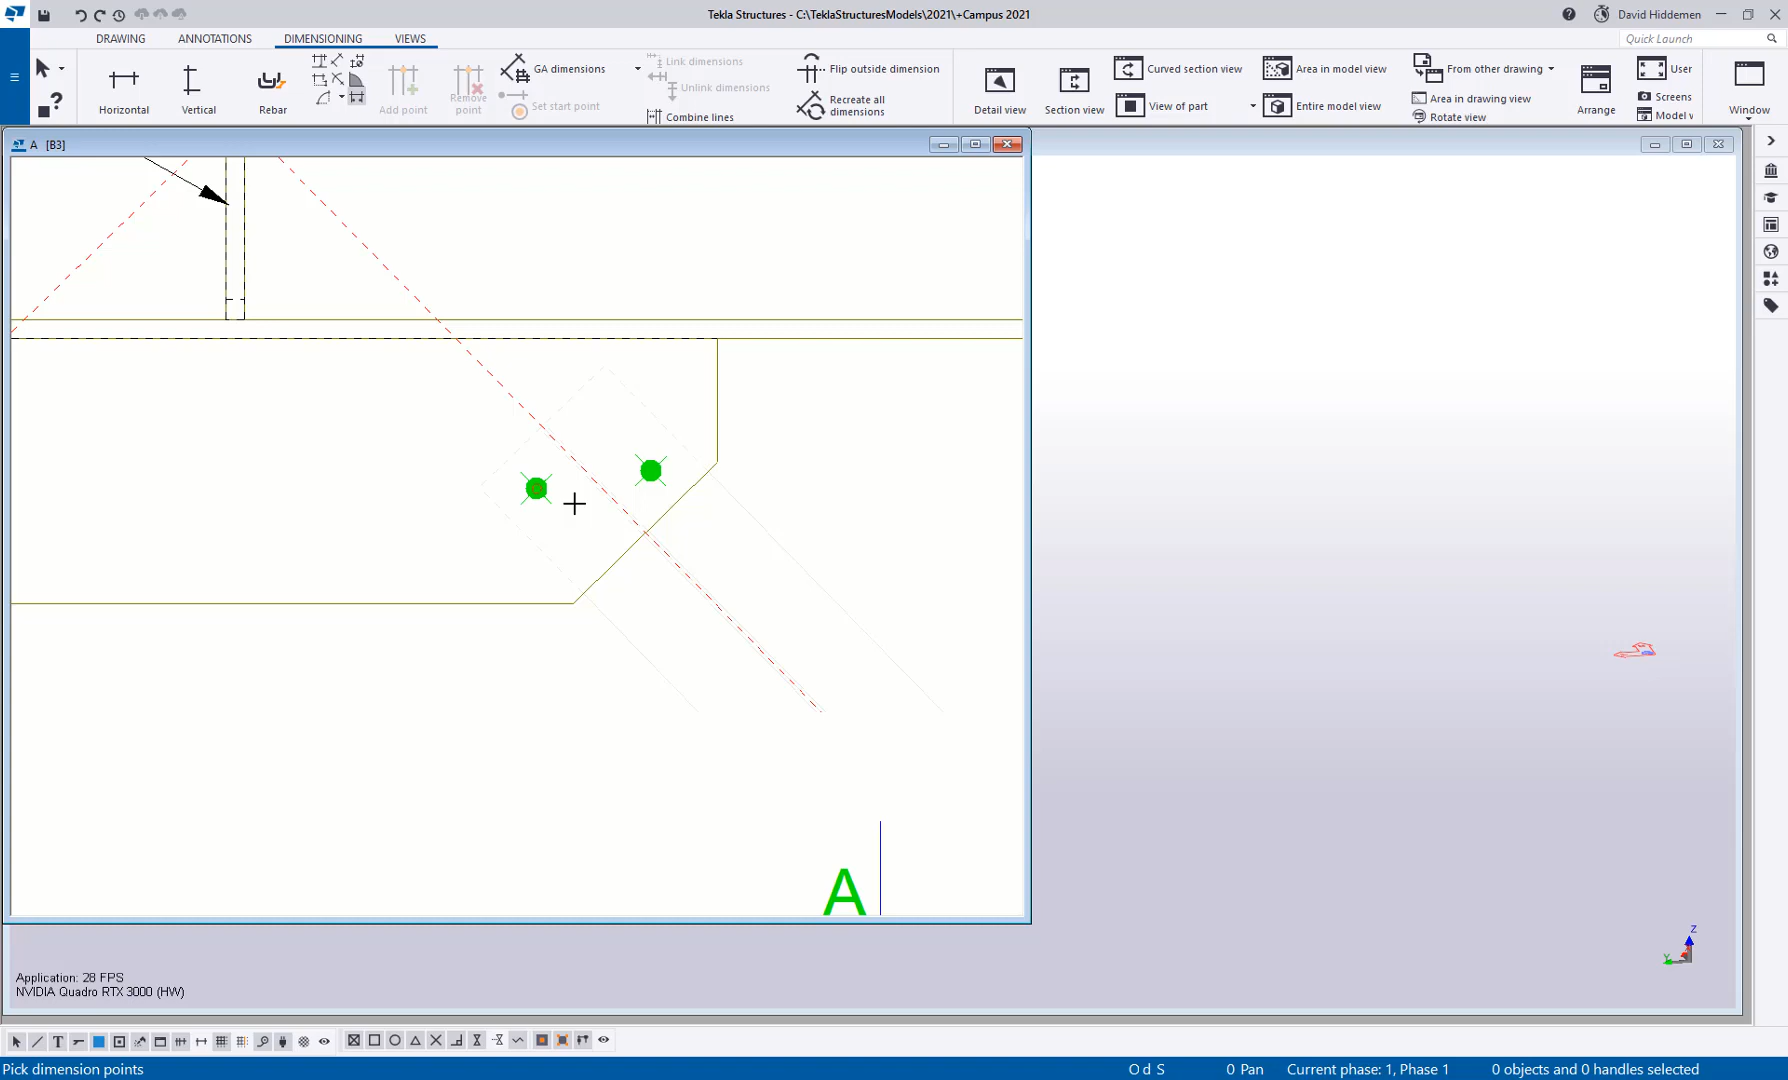 Tekla Structures - C:\TeklaStructuresModels\2021\+Campus 2021
David Hiddemen
DRAWING
ANNOTATIONS
DIMENSIONING
VIEWS
Quick Launch
Horizontal
Vertical
Rebar
Add point
Remove point
GA dimensions
Set start point
Link dimensions
Unlink dimensions
Combine lines
Flip outside dimension
Recreate all dimensions
Detail view
Section view
Curved section view
View of part
Area in model view
Entire model view
From other drawing
Area in drawing view
Rotate view
Arrange
User
Screens
Model v
Window
A [B3]
A
Z
Y
Application: 28 FPS
NVIDIA Quadro RTX 3000 (HW)
Pick dimension points
O d S
0 Pan
Current phase: 1, Phase 1
0 objects and 0 handles selected